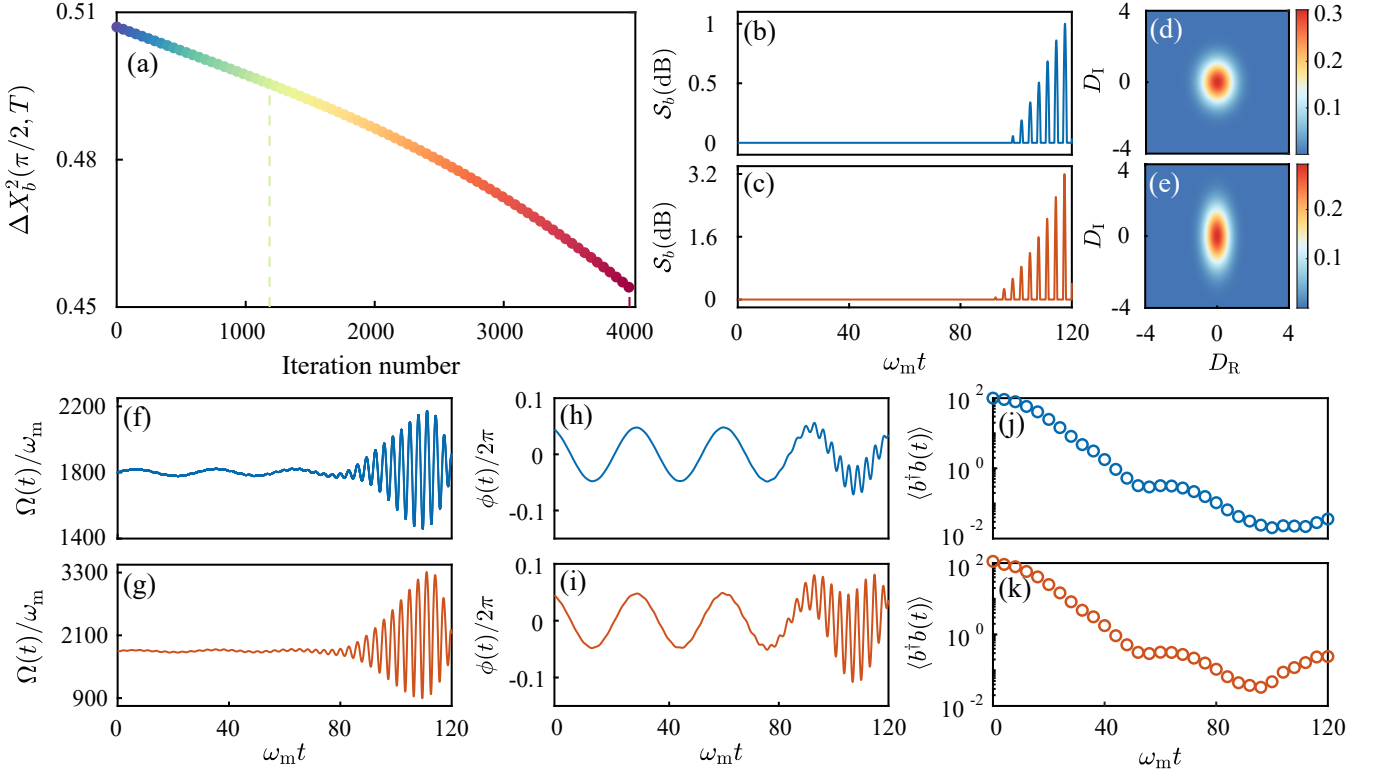 0.51
0.48
0.45
ΔX_b^2(π/2, T)
(a)
0 1000 2000 3000 4000
Iteration number
(b)
1
0.5
0
𝒮_b(dB)
(c)
3.2
1.6
0
𝒮_b(dB)
0 40 80 120
ω_m t
(d)
4
0
-4
D_I
0.3
0.2
0.1
(e)
4
0
-4
D_I
0.2
0.1
-4 0 4
D_R
(f)
2200
1800
1400
Ω(t)/ω_m
(g)
3300
2100
900
Ω(t)/ω_m
0 40 80 120
ω_m t
(h)
0.1
0
-0.1
ϕ(t)/2π
(i)
0.1
0
-0.1
ϕ(t)/2π
0 40 80 120
ω_m t
(j)
10^2
10^0
10^-2
⟨b†b(t)⟩
(k)
10^2
10^0
10^-2
⟨b†b(t)⟩
0 40 80 120
ω_m t